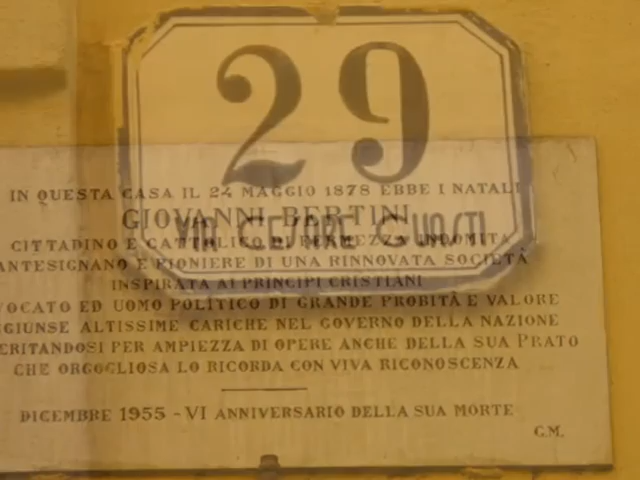 29
IN QUESTA CASA IL 24 MAGGIO 1878 EBBE I NATALI
GIOVANNI BERTINI
VIA CESARE GUASTI
CITTADINO E CATTOLICO DI FERMEZZA INDOMITA
ANTESIGNANO E PIONIERE DI UNA RINNOVATA SOCIETÀ
INSPIRATA AI PRINCIPI CRISTIANI
VOCATO ED UOMO POLITICO DI GRANDE PROBITÀ E VALORE
GIUNSE ALTISSIME CARICHE NEL GOVERNO DELLA NAZIONE
ERITANDOSI PER AMPIEZZA DI OPERE ANCHE DELLA SUA PRATO
CHE ORGOGLIOSA LO RICORDA CON VIVA RICONOSCENZA
DICEMBRE 1955 - VI ANNIVERSARIO DELLA SUA MORTE
G.M.